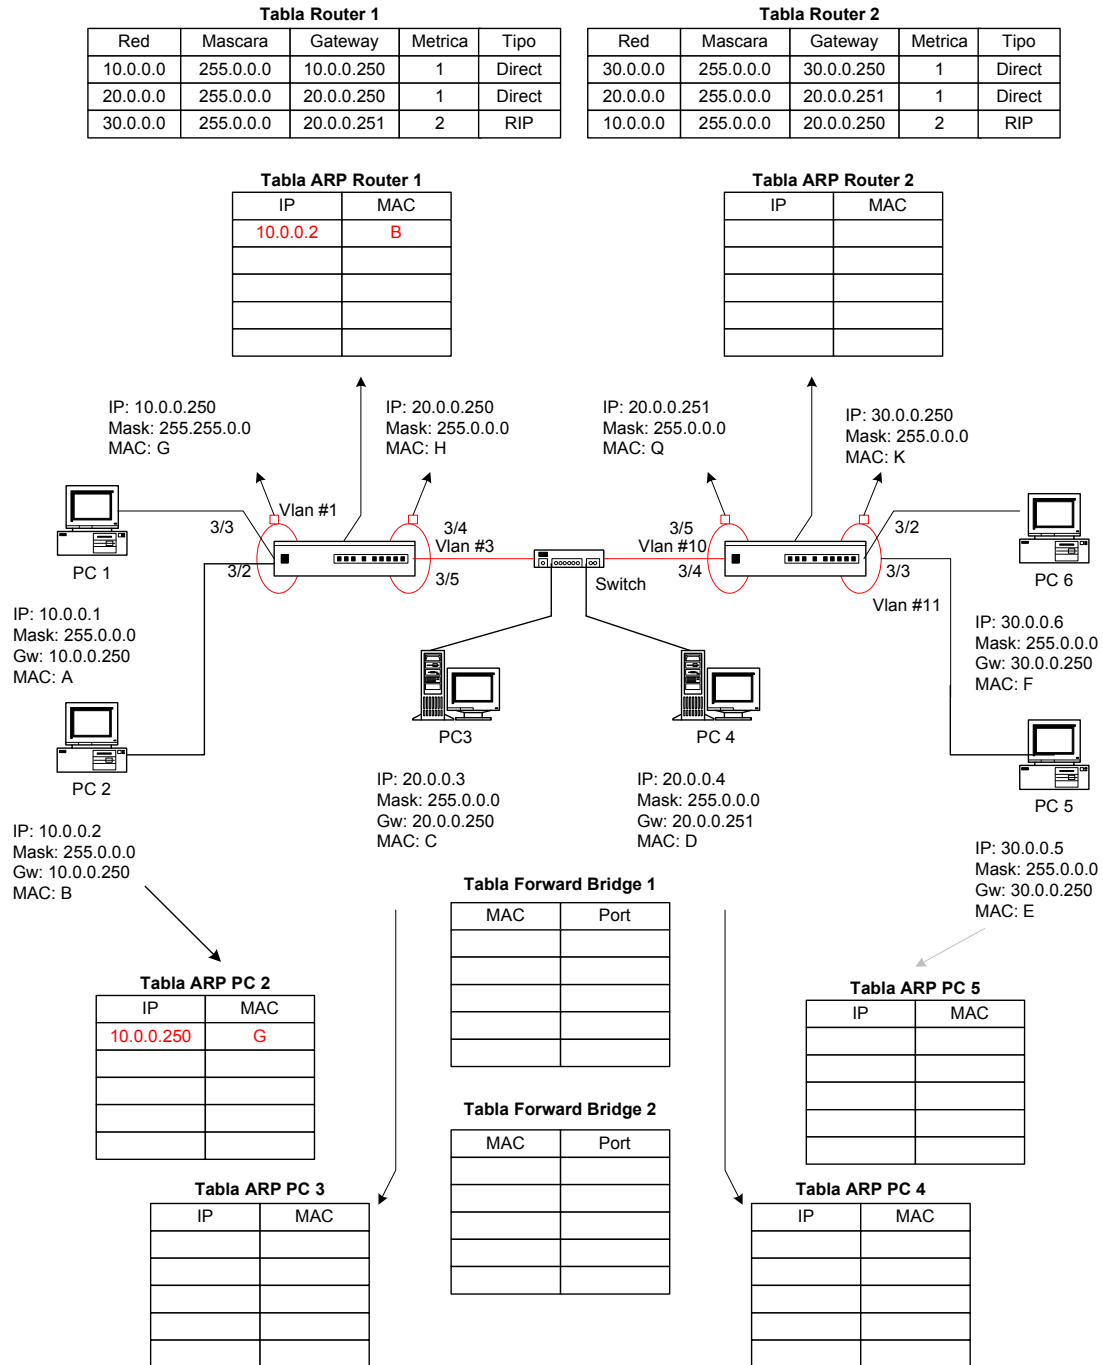 Tabla Router 1
Red Mascara Gateway Metrica Tipo
10.0.0.0 255.0.0.0 10.0.0.250 1 Direct
20.0.0.0 255.0.0.0 20.0.0.250 1 Direct
30.0.0.0 255.0.0.0 20.0.0.251 2 RIP
Tabla Router 2
Red Mascara Gateway Metrica Tipo
30.0.0.0 255.0.0.0 30.0.0.250 1 Direct
20.0.0.0 255.0.0.0 20.0.0.251 1 Direct
10.0.0.0 255.0.0.0 20.0.0.250 2 RIP
Tabla ARP Router 1
IP MAC
10.0.0.2 B
Tabla ARP Router 2
IP MAC
IP: 10.0.0.250
Mask: 255.255.0.0
MAC: G
IP: 20.0.0.250
Mask: 255.0.0.0
MAC: H
IP: 20.0.0.251
Mask: 255.0.0.0
MAC: Q
IP: 30.0.0.250
Mask: 255.0.0.0
MAC: K
Vlan #1
3/3
3/2
3/4
Vlan #3
3/5
Switch
3/5
Vlan #10
3/4
3/2
3/3
Vlan #11
PC 1
IP: 10.0.0.1
Mask: 255.0.0.0
Gw: 10.0.0.250
MAC: A
PC 2
IP: 10.0.0.2
Mask: 255.0.0.0
Gw: 10.0.0.250
MAC: B
PC3
IP: 20.0.0.3
Mask: 255.0.0.0
Gw: 20.0.0.250
MAC: C
PC 4
IP: 20.0.0.4
Mask: 255.0.0.0
Gw: 20.0.0.251
MAC: D
PC 6
IP: 30.0.0.6
Mask: 255.0.0.0
Gw: 30.0.0.250
MAC: F
PC 5
IP: 30.0.0.5
Mask: 255.0.0.0
Gw: 30.0.0.250
MAC: E
Tabla Forward Bridge 1
MAC Port
Tabla ARP PC 2
IP MAC
10.0.0.250 G
Tabla ARP PC 5
IP MAC
Tabla Forward Bridge 2
MAC Port
Tabla ARP PC 3
IP MAC
Tabla ARP PC 4
IP MAC